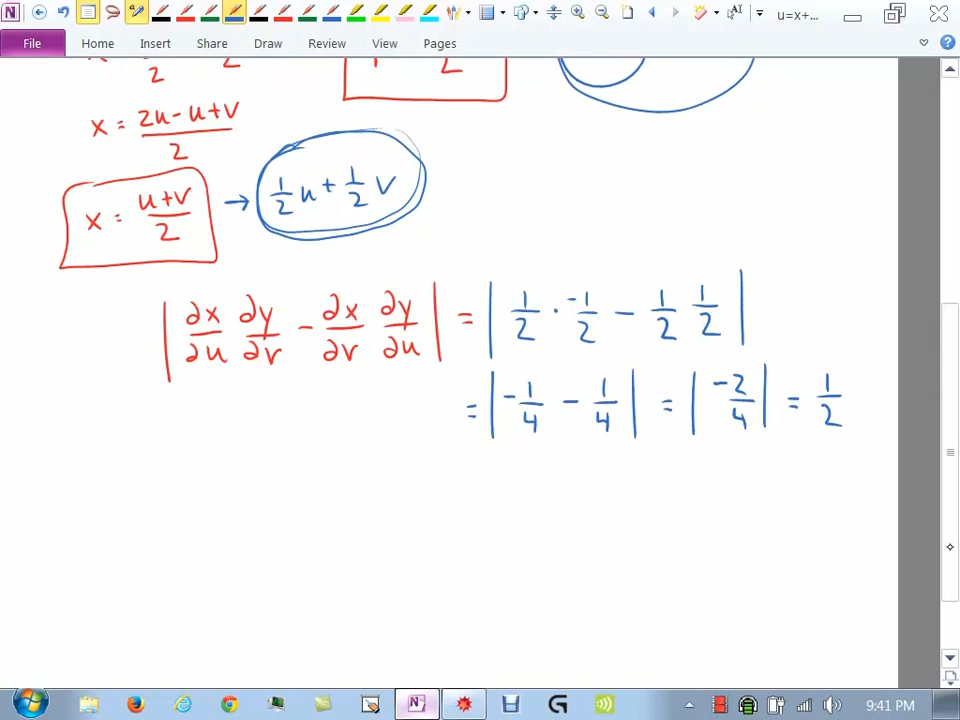 u=x+...
File Home Insert Share Draw Review View Pages
2
x = 2u-u+v / 2
x = u+v / 2 → 1/2 u + 1/2 v
| ∂x/∂u ∂y/∂v - ∂x/∂v ∂y/∂u | = | 1/2 · -1/2 - 1/2 1/2 |
= | -1/4 - 1/4 | = | -2/4 | = 1/2
9:41 PM